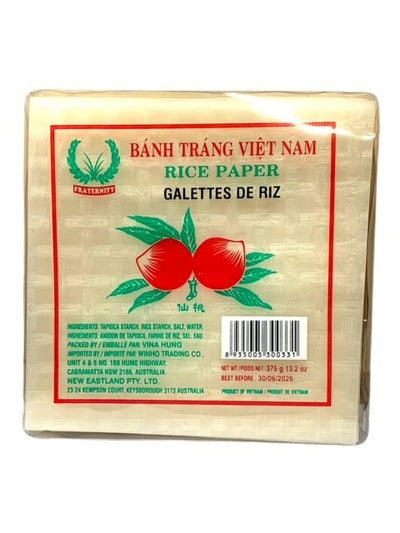 FRATERNITY
BÁNH TRÁNG VIỆT NAM
RICE PAPER
GALETTES DE RIZ
仙桃
INGREDIENTS: TAPIOCA STARCH, RICE STARCH, SALT, WATER
INGRÉDIENTS: AMIDON DE TAPIOCA, FARINE DE RIZ, SEL, EAU
PACKED BY / EMBALLÉ PAR: VINA HUNG
IMPORTED BY / IMPORTÉ PAR: WINHO TRADING CO.,
UNIT 4 & 5 NO. 199 HUME HIGHWAY,
CABRAMATTA NSW 2166, AUSTRALIA.
NEW EASTLAND PTY. LTD.
23-24 KEMPSON COURT, KEYSBOROUGH 3173 AUSTRALIA
8 935005 300331
NET WT / POIDS NET: 375 g 13.2 oz
BEST BEFORE : 30/06/2026
PRODUCT OF VIETNAM / PRODUIT DE VIETNAM